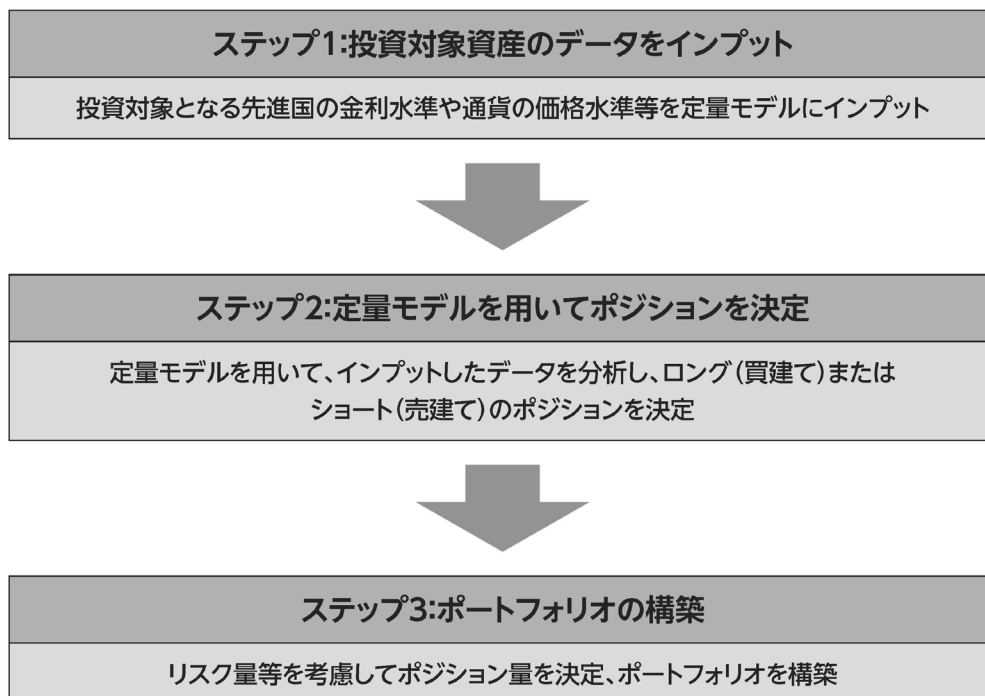 ステップ1:投資対象資産のデータをインプット
投資対象となる先進国の金利水準や通貨の価格水準等を定量モデルにインプット
ステップ2:定量モデルを用いてポジションを決定
定量モデルを用いて、インプットしたデータを分析し、ロング(買建て)または
ショート(売建て)のポジションを決定
ステップ3:ポートフォリオの構築
リスク量等を考慮してポジション量を決定、ポートフォリオを構築